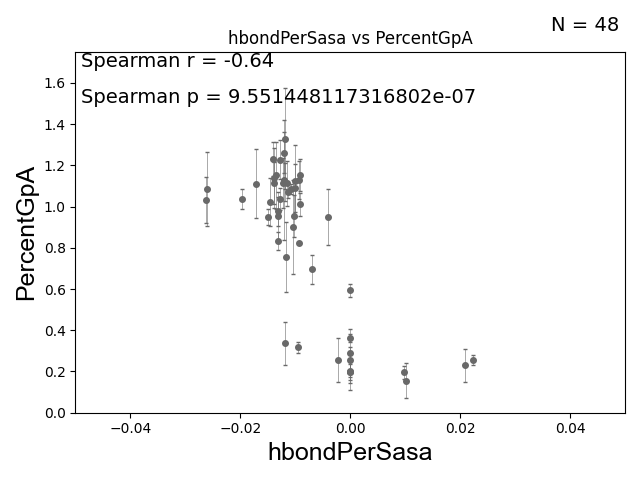 N = 48
hbondPerSasa vs PercentGpA
Spearman r = -0.64
Spearman p = 9.551448117316802e-07
PercentGpA
1.6
1.4
1.2
1.0
0.8
0.6
0.4
0.2
0.0
−0.04 −0.02 0.00 0.02 0.04
hbondPerSasa